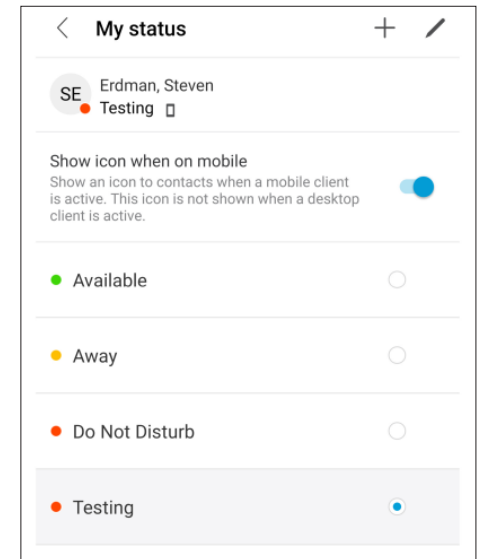 My status
SE
Erdman, Steven
Testing
Show icon when on mobile
Show an icon to contacts when a mobile client
is active. This icon is not shown when a desktop
client is active.
Available
Away
Do Not Disturb
Testing